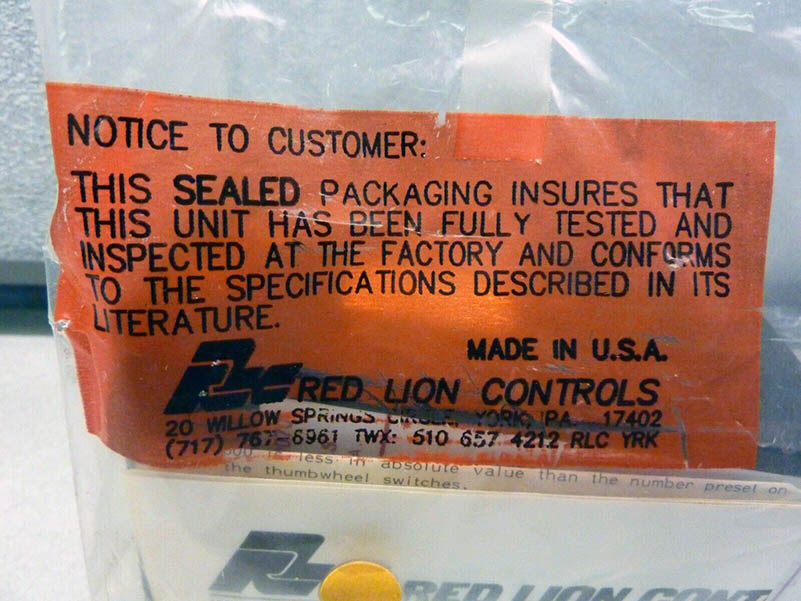 NOTICE TO CUSTOMER:
THIS SEALED PACKAGING INSURES THAT
THIS UNIT HAS BEEN FULLY TESTED AND
INSPECTED AT THE FACTORY AND CONFORMS
TO THE SPECIFICATIONS DESCRIBED IN ITS
LITERATURE.
MADE IN U.S.A.
RED LION CONTROLS
20 WILLOW SPRINGS CIRCLE, YORK, PA. 17402
(717) 767 6961 TWX: 510 657 4212 RLC YRK
less in absolute value than the number preset on
the thumbwheel switches.
RED LION CONT